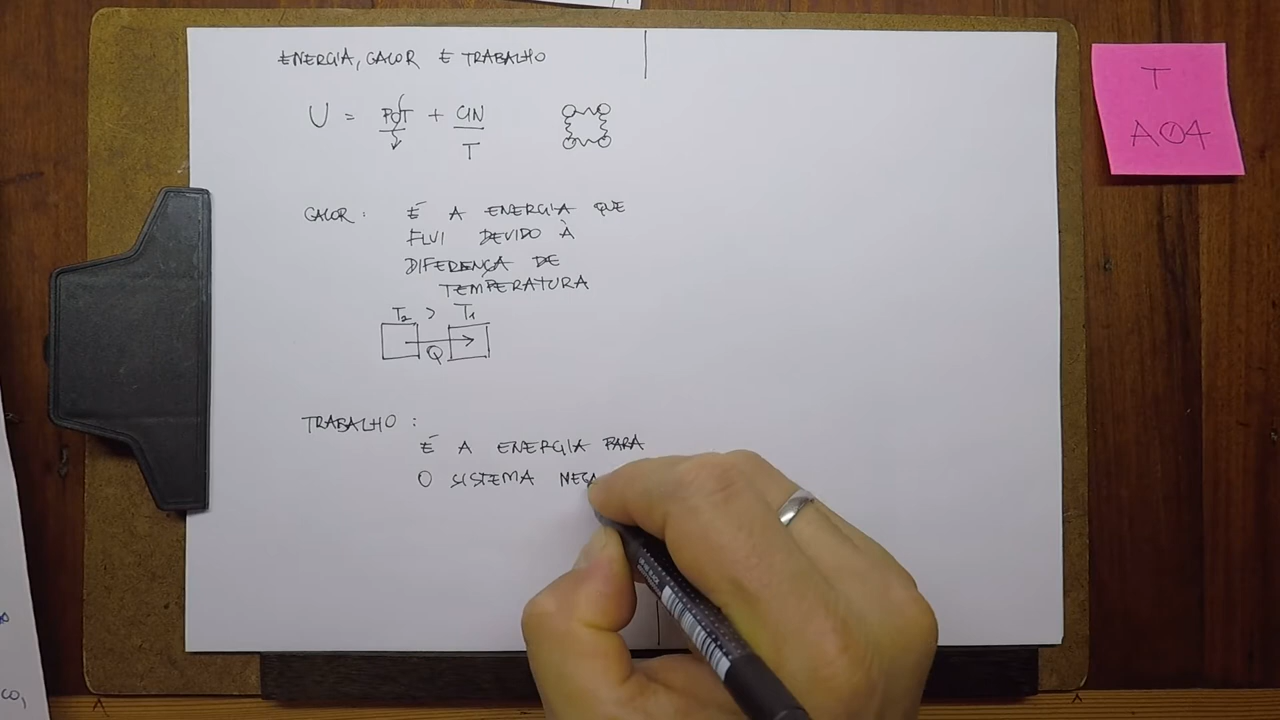 ENERGIA, CALOR E TRABALHO
U = POT + CIN
T
CALOR : É A ENERGIA QUE
FLUI DEVIDO À
DIFERENÇA DE
TEMPERATURA
T₂ > T₁
Q
TRABALHO :
É A ENERGIA PARA
O SISTEMA
T
A04